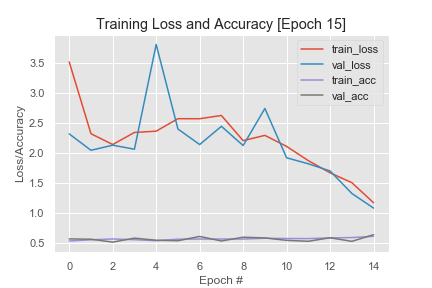 Training Loss and Accuracy [Epoch 15]
train_loss
val_loss
train_acc
val_acc
Loss/Accuracy
3.5
3.0
2.5
2.0
1.5
1.0
0.5
0 2 4 6 8 10 12 14
Epoch #